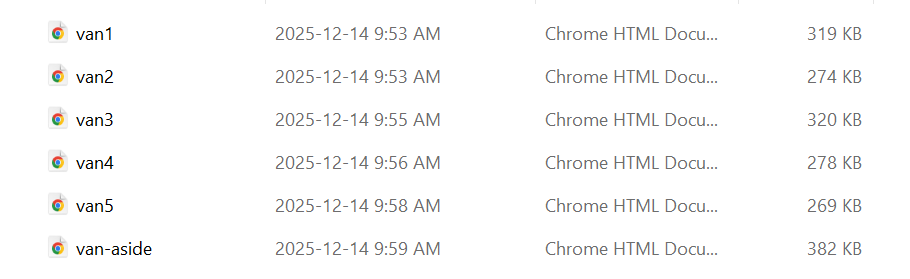 van1 2025-12-14 9:53 AM Chrome HTML Docu... 319 KB
van2 2025-12-14 9:53 AM Chrome HTML Docu... 274 KB
van3 2025-12-14 9:55 AM Chrome HTML Docu... 320 KB
van4 2025-12-14 9:56 AM Chrome HTML Docu... 278 KB
van5 2025-12-14 9:58 AM Chrome HTML Docu... 269 KB
van-aside 2025-12-14 9:59 AM Chrome HTML Docu... 382 KB